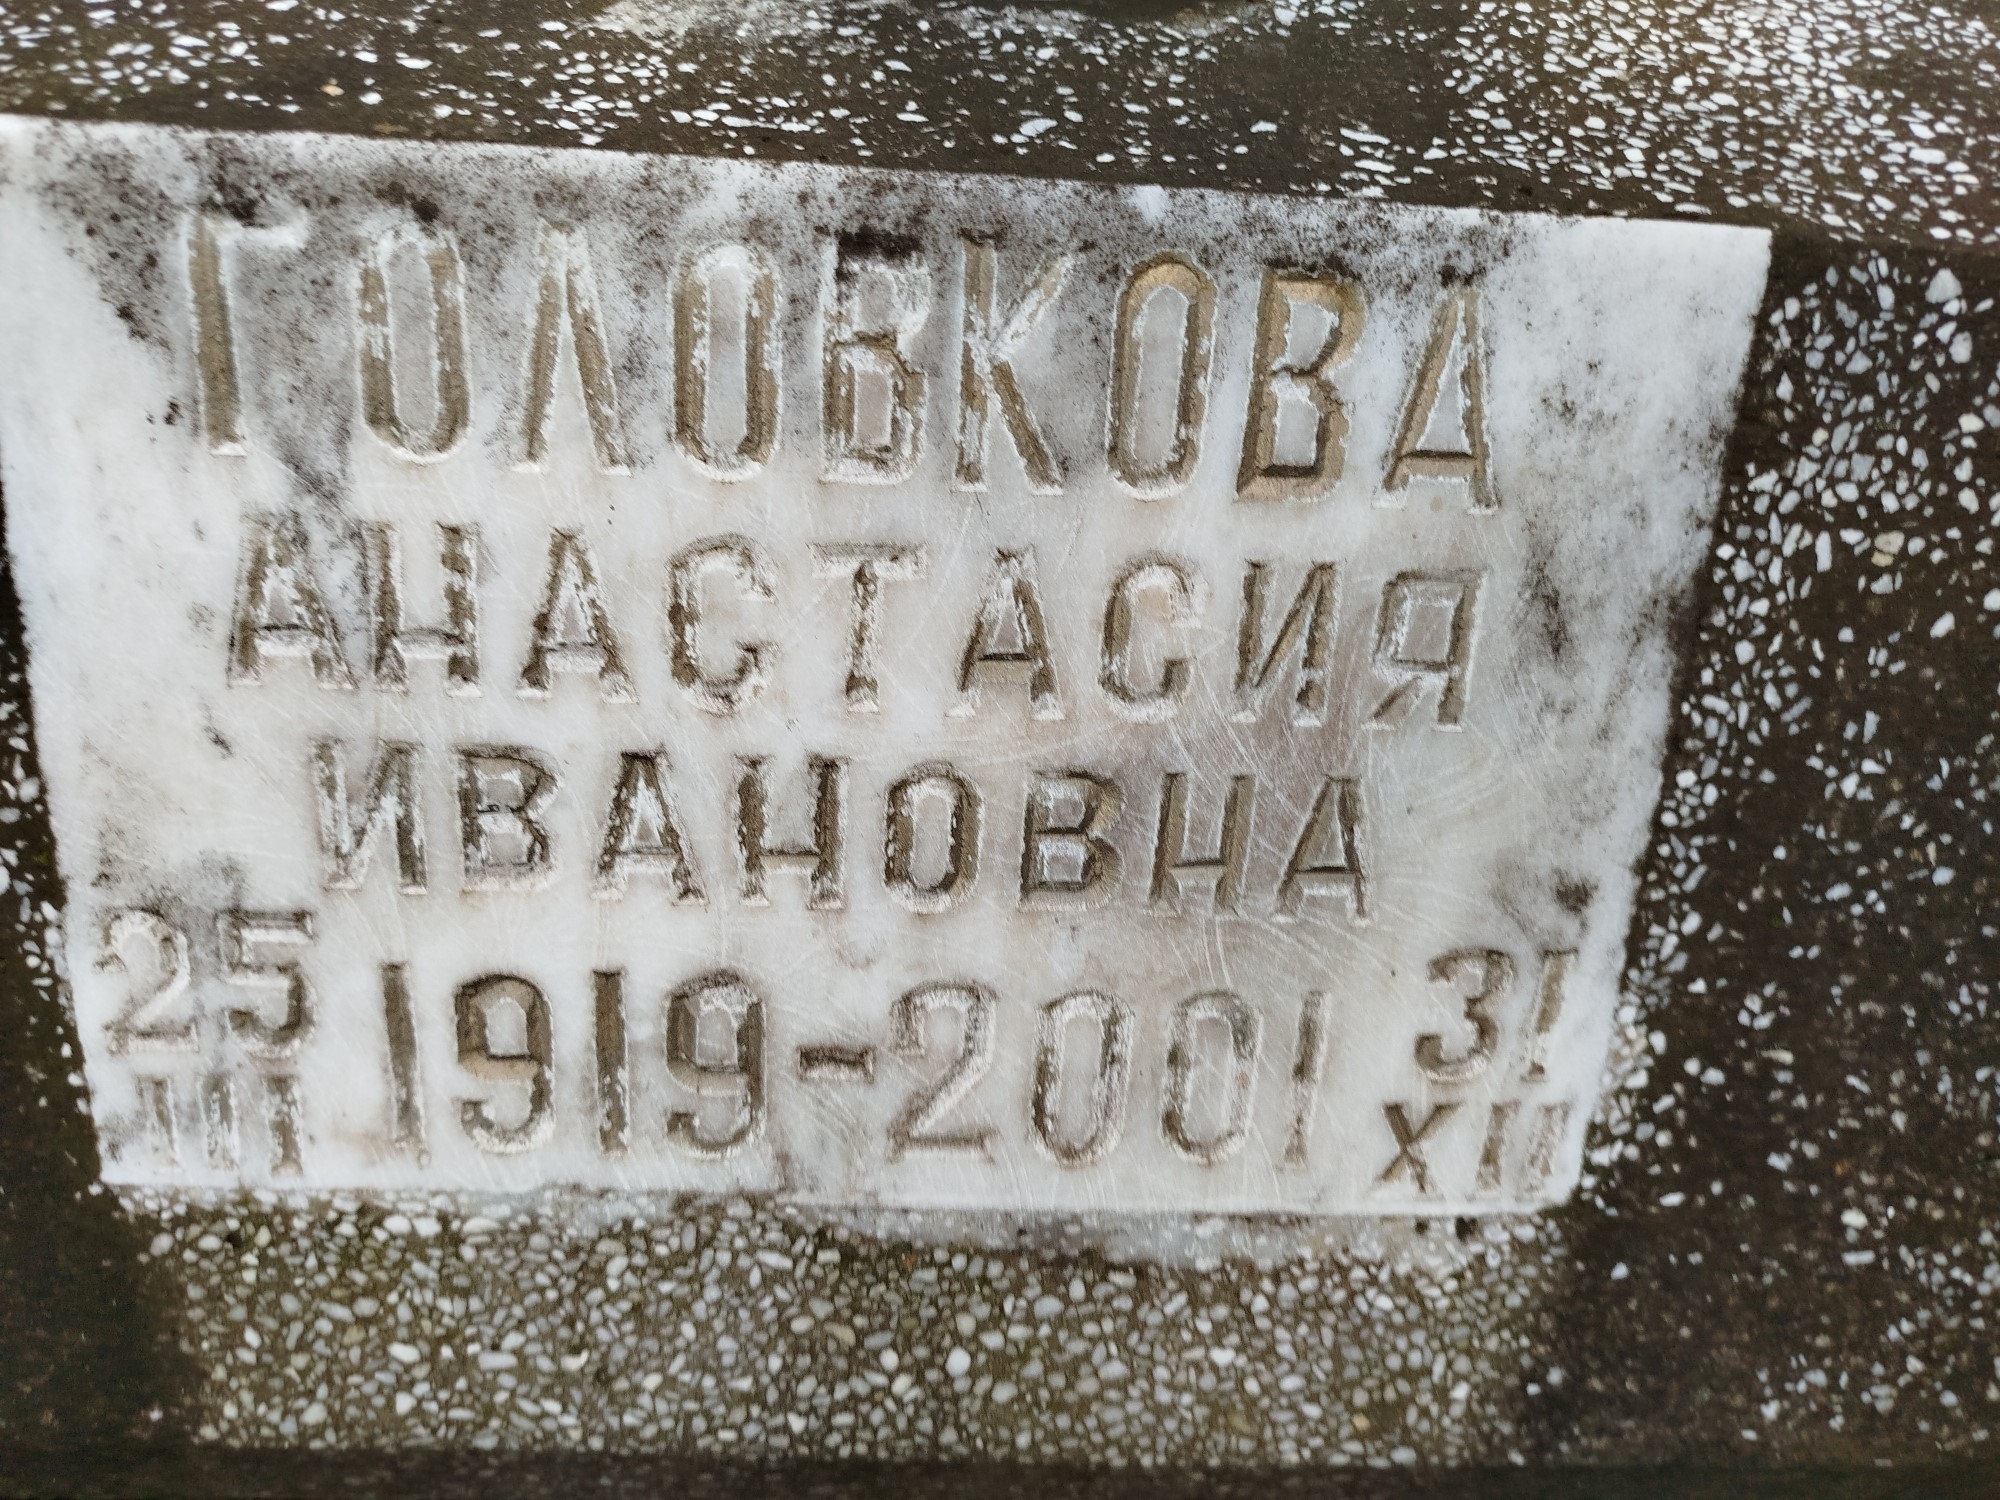 ГОЛОВКОВА
АНАСТАСИЯ
ИВАНОВНА
25 31
1919-2001
III XII